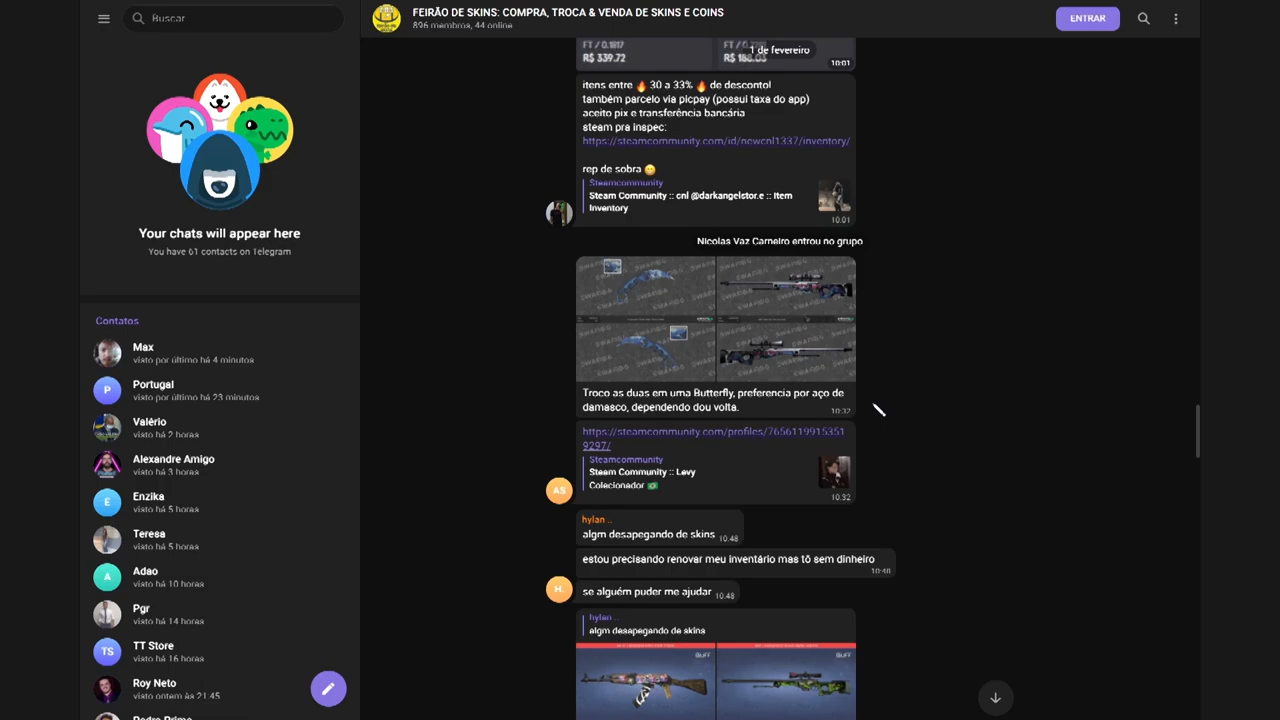 Buscar
FEIRÃO DE SKINS: COMPRA, TROCA & VENDA DE SKINS E COINS
896 membros, 44 online
ENTRAR
Your chats will appear here
You have 61 contacts on Telegram
Contatos
Max
visto por último há 4 minutos
P
Portugal
visto por último há 23 minutos
Valério
visto há 2 horas
Alexandre Amigo
visto há 3 horas
E
Enzika
visto há 5 horas
Teresa
visto há 5 horas
A
Adao
visto há 10 horas
Pgr
visto há 14 horas
TS
TT Store
visto há 16 horas
Roy Neto
visto ontem às 21:45
Pedro Primo
FT / 0.1817
R$ 339.72
FT /
R$
1 de fevereiro
10:01
itens entre 🔥 30 a 33% 🔥 de desconto!
também parcelo via picpay (possui taxa do app)
aceito pix e transferência bancária
steam pra inspec:
https://steamcommunity.com/id/newcnl1337/inventory/
rep de sobra
Steamcommunity
Steam Community :: cnl @darkangelstor.e :: Item
Inventory
10:01
Nicolas Vaz Carneiro entrou no grupo
Troco as duas em uma Butterfly, preferencia por aço de
damasco, dependendo dou volta.
10:32
https://steamcommunity.com/profiles/7656119915351
9297/
Steamcommunity
Steam Community :: Levy
Colecionador
10:32
AS
hylan ..
algm desapegando de skins
10:48
estou precisando renovar meu inventário mas tô sem dinheiro
10:48
se alguém puder me ajudar
10:48
H.
hylan ..
algm desapegando de skins
BUFF
BUFF